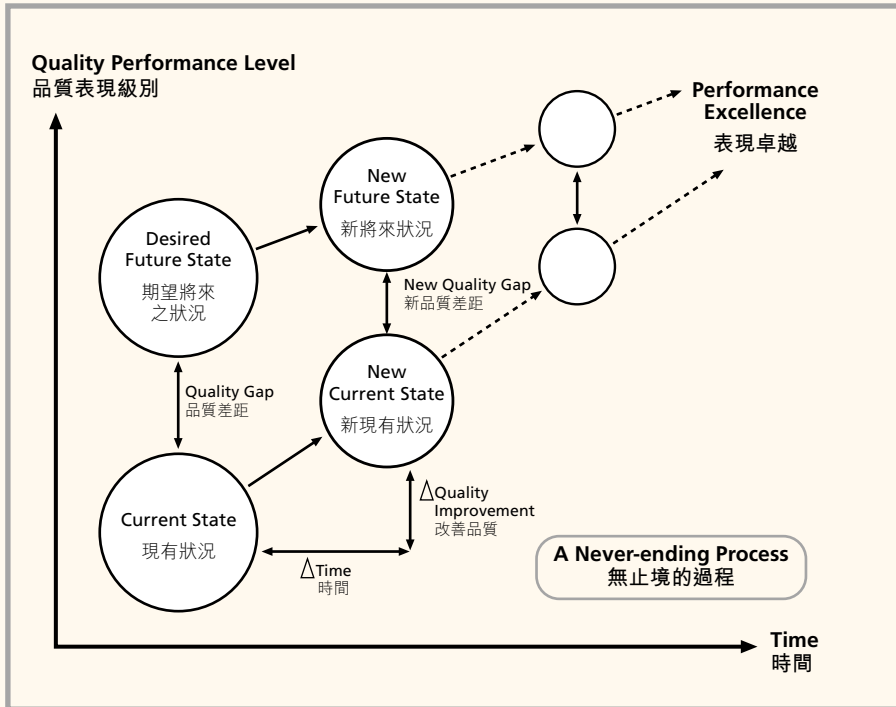 Quality Performance Level
品質表現級別
Performance
Excellence
表現卓越
New
Future State
新將來狀況
Desired
Future State
期望將來
之狀況
New Quality Gap
新品質差距
Quality Gap
品質差距
New
Current State
新現有狀況
Current State
現有狀況
△Quality
Improvement
改善品質
△Time
時間
A Never-ending Process
無止境的過程
Time
時間